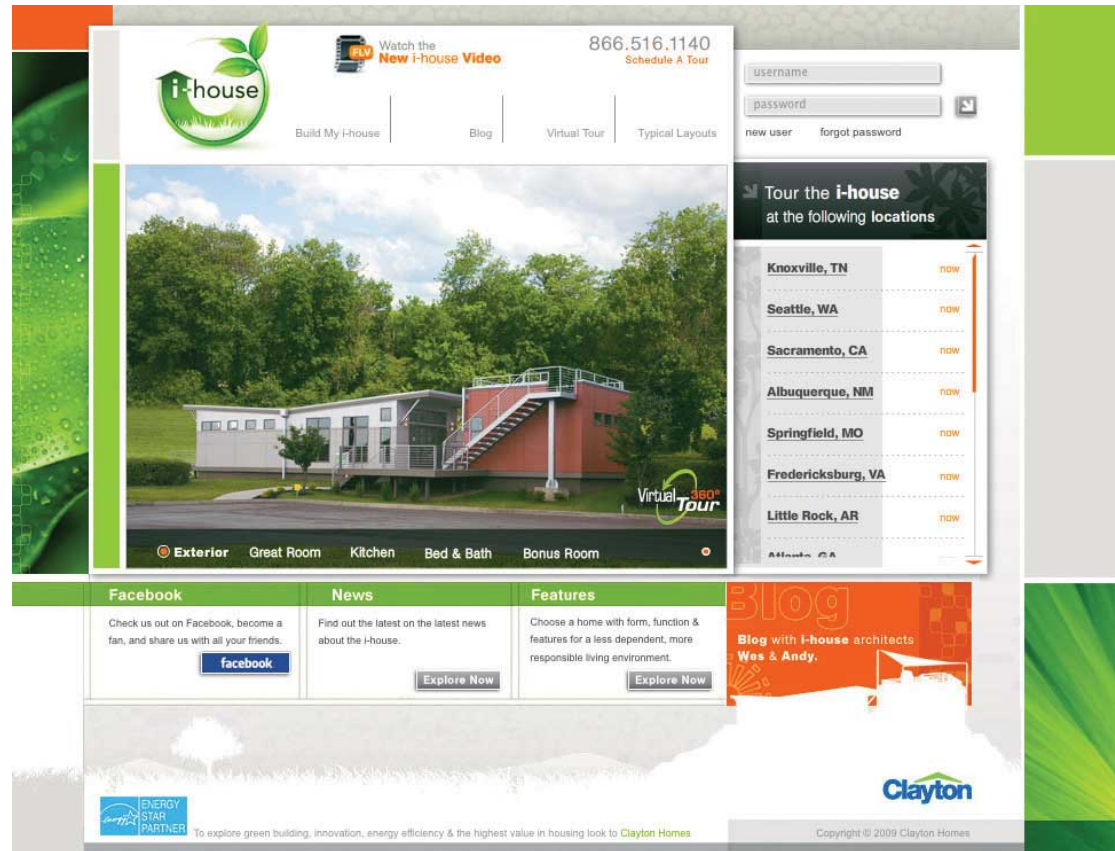 i-house
FLV
Watch the
New i-house Video
866.516.1140
Schedule A Tour
Build My i-house
Blog
Virtual Tour
Typical Layouts
username
password
new user
forgot password
Tour the i-house
at the following locations
Knoxville, TN now
Seattle, WA now
Sacramento, CA now
Albuquerque, NM now
Springfield, MO now
Fredericksburg, VA now
Little Rock, AR now
Atlanta, GA
Virtual 360°
Tour
Exterior Great Room Kitchen Bed & Bath Bonus Room
Facebook
Check us out on Facebook, become a
fan, and share us with all your friends.
facebook
News
Find out the latest on the latest news
about the i-house.
Explore Now
Features
Choose a home with form, function &
features for a less dependent, more
responsible living environment.
Explore Now
Blog
Blog with i-house architects
Wes & Andy.
Clayton
ENERGY
STAR
PARTNER
To explore green building, innovation, energy efficiency & the highest value in housing look to Clayton Homes
Copyright © 2009 Clayton Homes